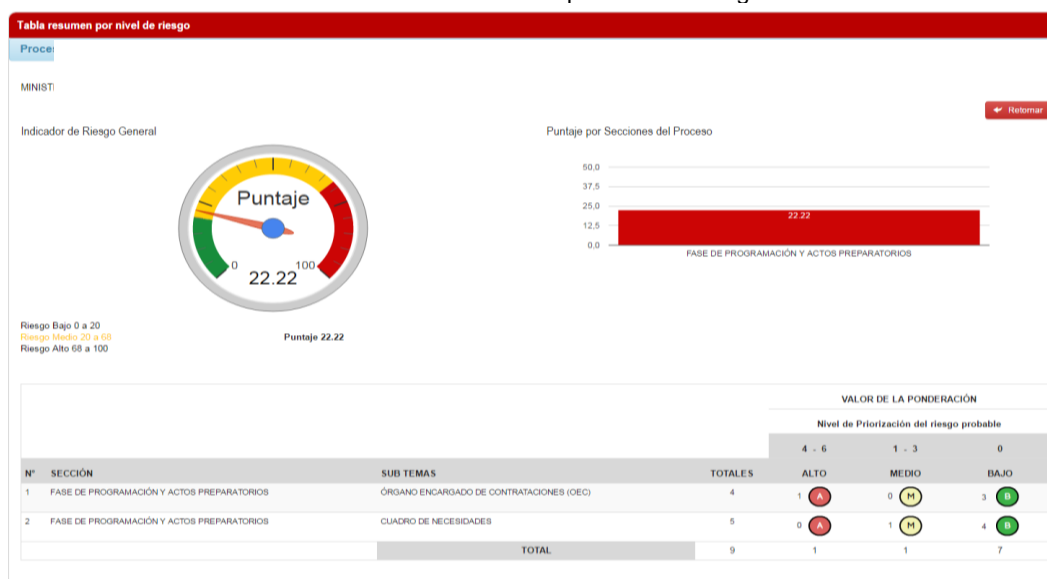 Tabla resumen por nivel de riesgo
Proce
MINIST
Retornar
Indicador de Riesgo General
Puntaje por Secciones del Proceso
Puntaje
0
100
22.22
50,0
37,5
25,0
12,5
0,0
22.22
FASE DE PROGRAMACIÓN Y ACTOS PREPARATORIOS
Riesgo Bajo 0 a 20
Riesgo Medio 20 a 68
Riesgo Alto 68 a 100
Puntaje 22.22
VALOR DE LA PONDERACIÓN
Nivel de Priorización del riesgo probable
4 - 6 1 - 3 0
N° SECCIÓN SUB TEMAS TOTALES ALTO MEDIO BAJO
1 FASE DE PROGRAMACIÓN Y ACTOS PREPARATORIOS ÓRGANO ENCARGADO DE CONTRATACIONES (OEC) 4 1 A 0 M 3 B
2 FASE DE PROGRAMACIÓN Y ACTOS PREPARATORIOS CUADRO DE NECESIDADES 5 0 A 1 M 4 B
TOTAL 9 1 1 7